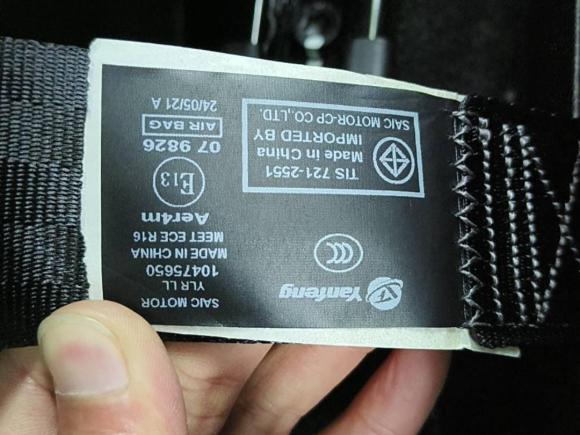 Yanfeng
CCC
TIS 721-2551
Made in China
IMPORTED BY
SAIC MOTOR-CP CO.,LTD.
SAIC MOTOR
YLR LL
10475650
MADE IN CHINA
MEET ECE R16
Aer4m
E13
07 9826
AIR BAG
24/05/21 A